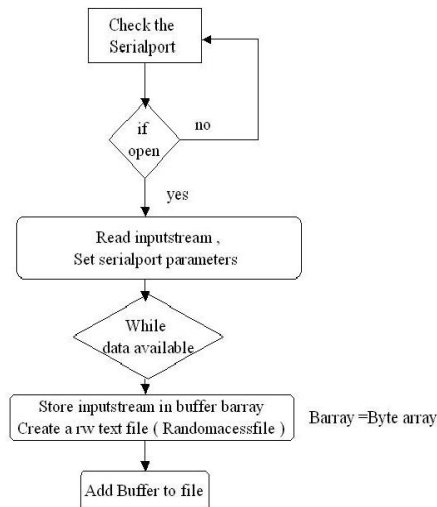 Check the
Serialport
if
open
no
yes
Read inputstream ,
Set serialport parameters
While
data available
Store inputstream in buffer barray
Create a rw text file ( Randomacessfile )
Barray =Byte array
Add Buffer to file